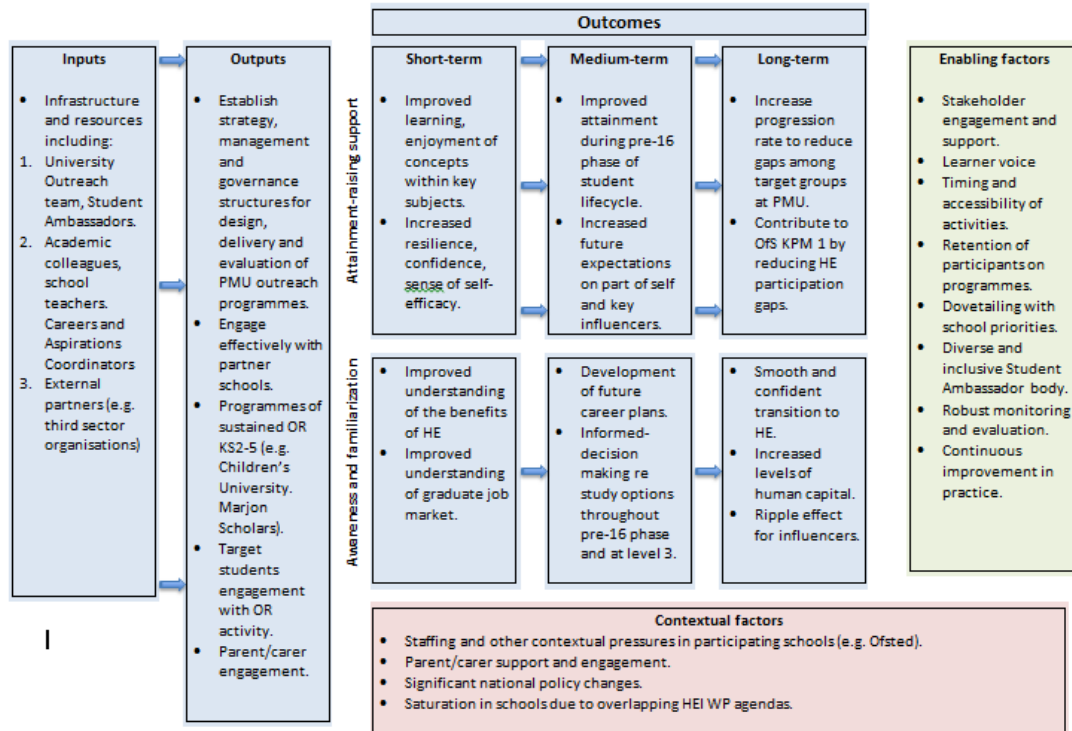 Outcomes
Inputs
• Infrastructure
and resources
including:
1. University
Outreach
team, Student
Ambassadors.
2. Academic
colleagues,
school
teachers.
Careers and
Aspirations
Coordinators
3. External
partners (e.g.
third sector
organisations)
Outputs
• Establish
strategy,
management
and
governance
structures for
design,
delivery and
evaluation of
PMU outreach
programmes.
• Engage
effectively with
partner
schools.
• Programmes of
sustained OR
KS2-5 (e.g.
Children's
University.
Marjon
Scholars).
• Target
students
engagement
with OR
activity.
• Parent/carer
engagement.
Attainment-raising support
Short-term
• Improved
learning,
enjoyment of
concepts
within key
subjects.
• Increased
resilience,
confidence,
sense of self-
efficacy.
Medium-term
• Improved
attainment
during pre-16
phase of
student
lifecycle.
• Increased
future
expectations
on part of self
and key
influencers.
Long-term
• Increase
progression
rate to reduce
gaps among
target groups
at PMU.
• Contribute to
OfS KPM 1 by
reducing HE
participation
gaps.
Awareness and familiarization
• Improved
understanding
of the benefits
of HE
• Improved
understanding
of graduate job
market.
• Development
of future
career plans.
• Informed-
decision
making re
study options
throughout
pre-16 phase
and at level 3.
• Smooth and
confident
transition to
HE.
• Increased
levels of
human capital.
• Ripple effect
for influencers.
Enabling factors
• Stakeholder
engagement and
support.
• Learner voice
• Timing and
accessibility of
activities.
• Retention of
participants on
programmes.
• Dovetailing with
school priorities.
• Diverse and
inclusive Student
Ambassador body.
• Robust monitoring
and evaluation.
• Continuous
improvement in
practice.
Contextual factors
• Staffing and other contextual pressures in participating schools (e.g. Ofsted).
• Parent/carer support and engagement.
• Significant national policy changes.
• Saturation in schools due to overlapping HEI WP agendas.